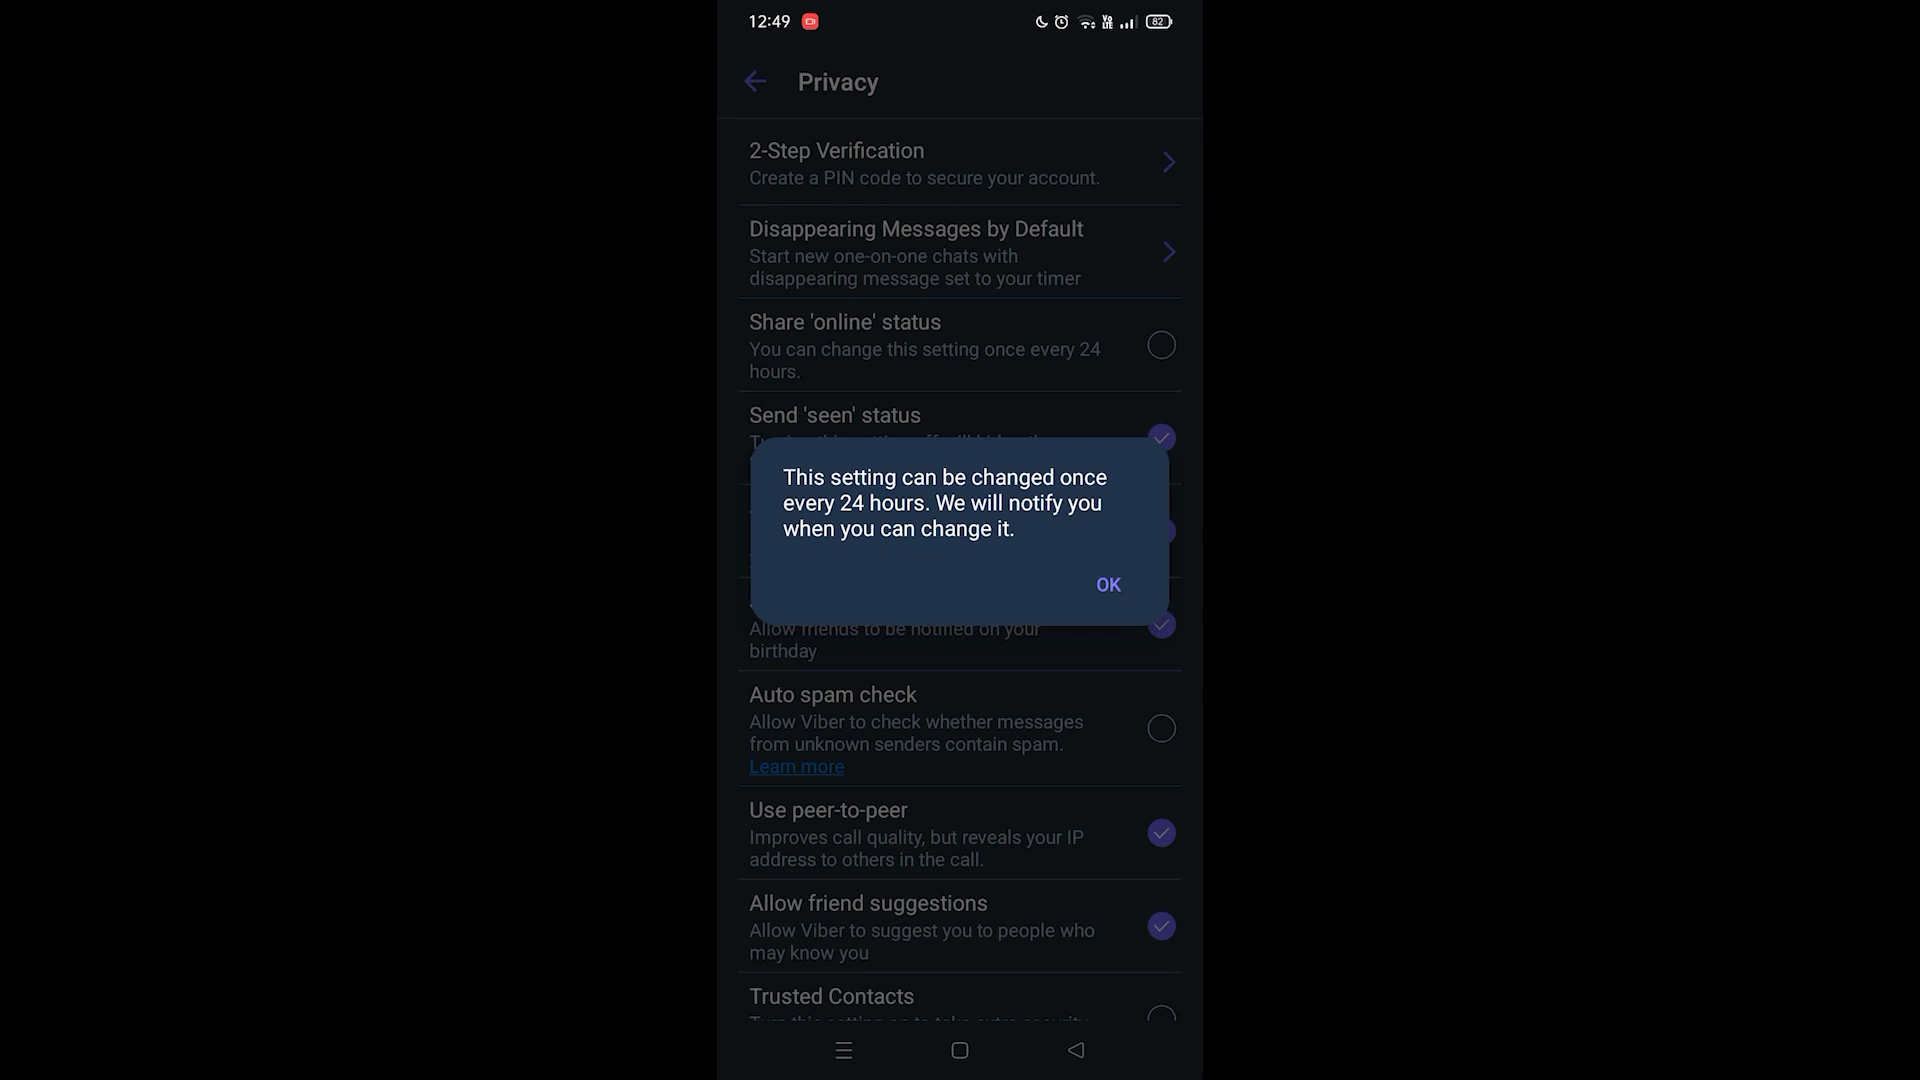 12:49
VO
LTE
82
Privacy
2-Step Verification
Create a PIN code to secure your account.
Disappearing Messages by Default
Start new one-on-one chats with
disappearing message set to your timer
Share 'online' status
You can change this setting once every 24
hours.
Send 'seen' status
This setting can be changed once
every 24 hours. We will notify you
when you can change it.
OK
Allow friends to be notified on your
birthday
Auto spam check
Allow Viber to check whether messages
from unknown senders contain spam.
Learn more
Use peer-to-peer
Improves call quality, but reveals your IP
address to others in the call.
Allow friend suggestions
Allow Viber to suggest you to people who
may know you
Trusted Contacts